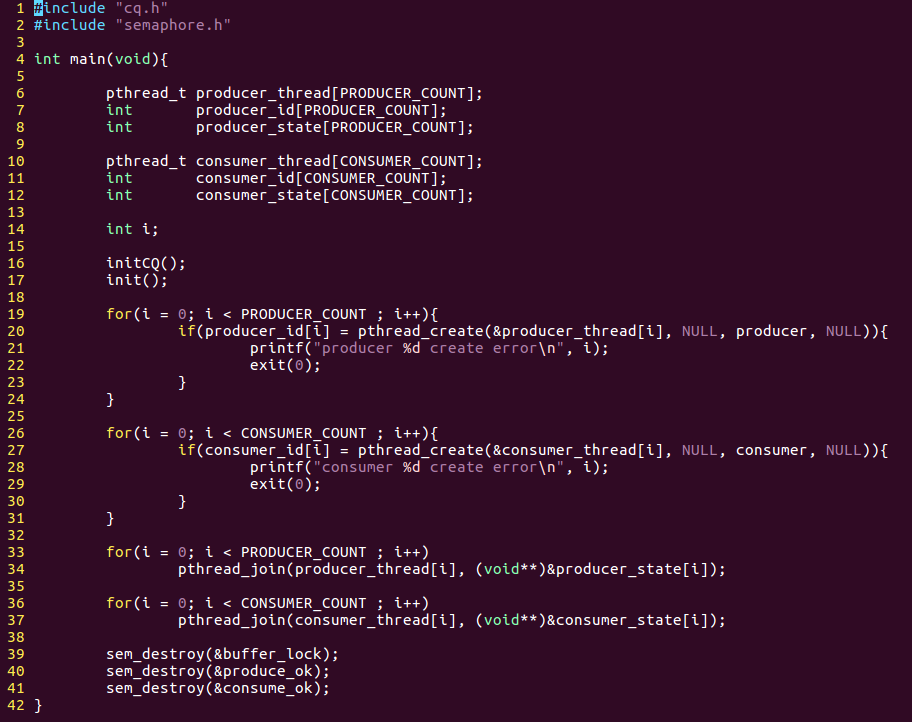 1 #include "cq.h"
2 #include "semaphore.h"
3
4 int main(void){
5
6         pthread_t producer_thread[PRODUCER_COUNT];
7         int       producer_id[PRODUCER_COUNT];
8         int       producer_state[PRODUCER_COUNT];
9
10         pthread_t consumer_thread[CONSUMER_COUNT];
11         int       consumer_id[CONSUMER_COUNT];
12         int       consumer_state[CONSUMER_COUNT];
13
14         int i;
15
16         initCQ();
17         init();
18
19         for(i = 0; i < PRODUCER_COUNT ; i++){
20                 if(producer_id[i] = pthread_create(&producer_thread[i], NULL, producer, NULL)){
21                         printf("producer %d create error\n", i);
22                         exit(0);
23                 }
24         }
25
26         for(i = 0; i < CONSUMER_COUNT ; i++){
27                 if(consumer_id[i] = pthread_create(&consumer_thread[i], NULL, consumer, NULL)){
28                         printf("consumer %d create error\n", i);
29                         exit(0);
30                 }
31         }
32
33         for(i = 0; i < PRODUCER_COUNT ; i++)
34                 pthread_join(producer_thread[i], (void**)&producer_state[i]);
35
36         for(i = 0; i < CONSUMER_COUNT ; i++)
37                 pthread_join(consumer_thread[i], (void**)&consumer_state[i]);
38
39         sem_destroy(&buffer_lock);
40         sem_destroy(&produce_ok);
41         sem_destroy(&consume_ok);
42 }